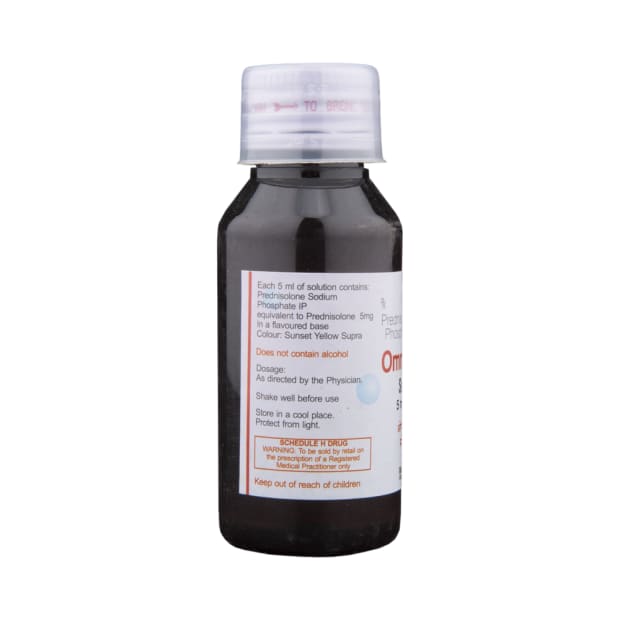 TO BREAK
Each 5 ml of solution contains:
Prednisolone Sodium
Phosphate IP
equivalent to Prednisolone 5mg
In a flavoured base
Colour: Sunset Yellow Supra
Does not contain alcohol
Dosage:
As directed by the Physician.
Shake well before use
Store in a cool place.
Protect from light.
SCHEDULE H DRUG
WARNING: To be sold by retail on
the prescription of a Registered
Medical Practitioner only
Keep out of reach of children
℞